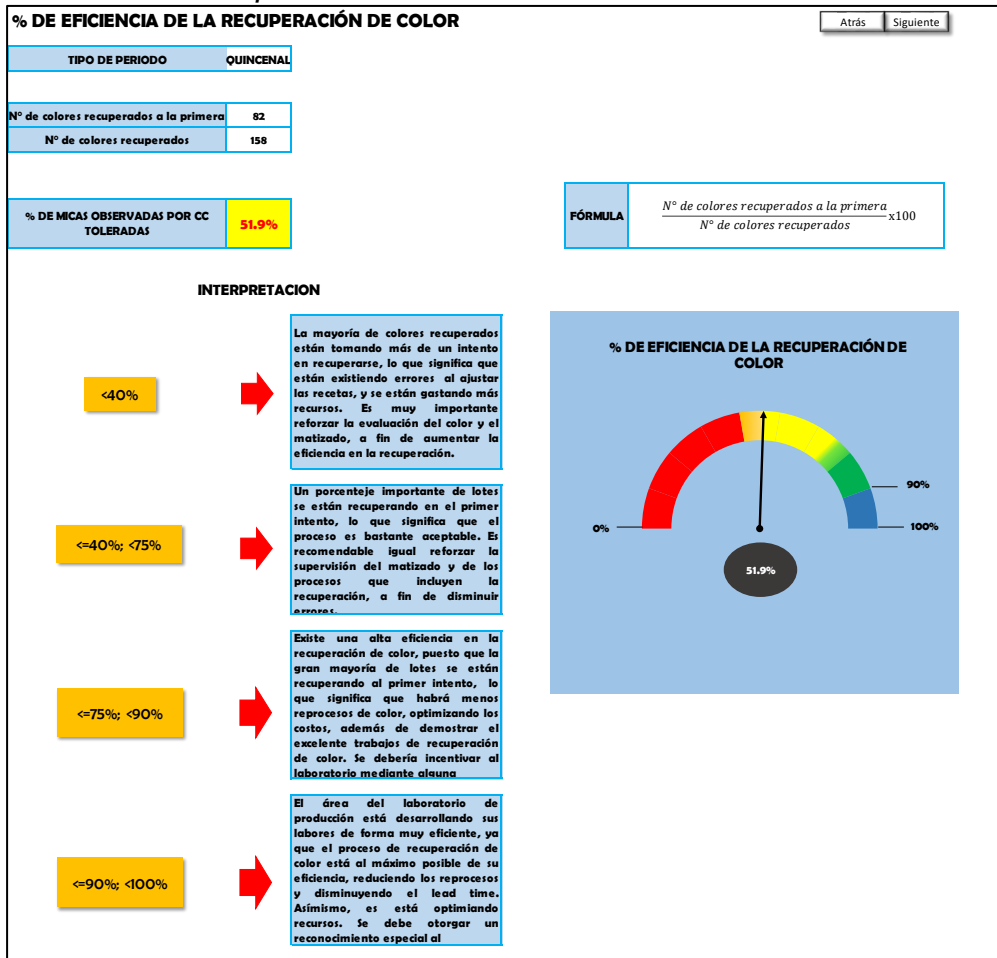 % DE EFICIENCIA DE LA RECUPERACIÓN DE COLOR
Atrás
Siguiente
TIPO DE PERIODO
QUINCENAL
N° de colores recuperados a la primera
82
N° de colores recuperados
158
% DE MICAS OBSERVADAS POR CC
TOLERADAS
51.9%
FÓRMULA
N° de colores recuperados a la primera
N° de colores recuperados
x100
INTERPRETACION
<40%
La mayoría de colores recuperados
están tomando más de un intento
en recuperarse, lo que significa que
están existiendo errores al ajustar
las recetas, y se están gastando más
recursos. Es muy importante
reforzar la evaluación del color y el
matizado, a fin de aumentar la
eficiencia en la recuperación.
<=40%; <75%
Un porcenteje importante de lotes
se están recuperando en el primer
intento, lo que significa que el
proceso es bastante aceptable. Es
recomendable igual reforzar la
supervisión del matizado y de los
procesos que incluyen la
recuperación, a fin de disminuir
errores.
<=75%; <90%
Existe una alta eficiencia en la
recuperación de color, puesto que la
gran mayoría de lotes se están
recuperando al primer intento, lo
que significa que habrá menos
reprocesos de color, optimizando los
costos, además de demostrar el
excelente trabajos de recuperación
de color. Se debería incentivar al
laboratorio mediante alguna
<=90%; <100%
El área del laboratorio de
producción está desarrollando sus
labores de forma muy eficiente, ya
que el proceso de recuperación de
color está al máximo posible de su
eficiencia, reduciendo los reprocesos
y disminuyendo el lead time.
Asímismo, es está optimiando
recursos. Se debe otorgar un
reconocimiento especial al
% DE EFICIENCIA DE LA RECUPERACIÓN DE
COLOR
90%
0%
100%
51.9%